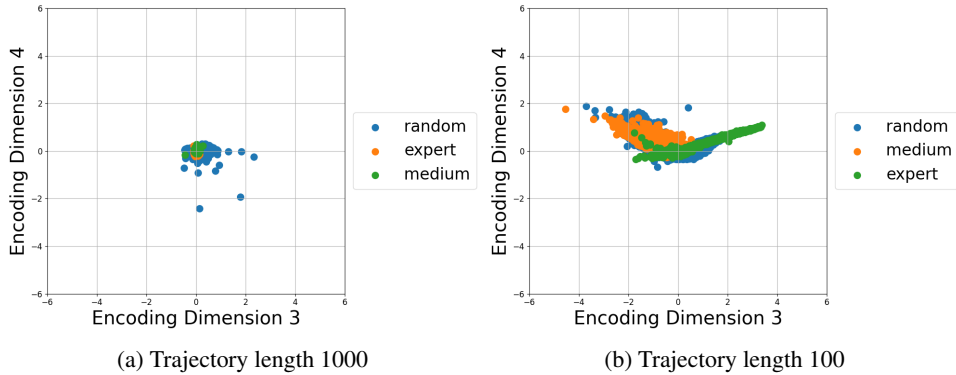 6
4
2
0
−2
−4
−6
−6 −4 −2 0 2 4 6
Encoding Dimension 4
Encoding Dimension 3
random
expert
medium
(a) Trajectory length 1000
6
4
2
0
−2
−4
−6
−6 −4 −2 0 2 4 6
Encoding Dimension 4
Encoding Dimension 3
random
medium
expert
(b) Trajectory length 100